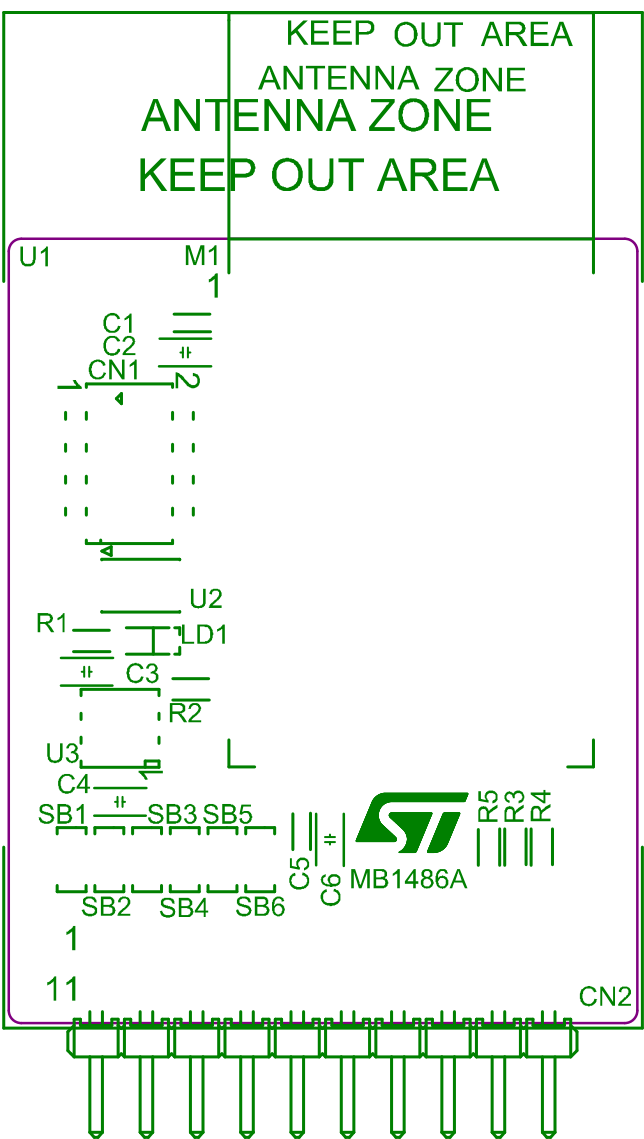 KEEP OUT AREA
ANTENNA ZONE
ANTENNA ZONE
KEEP OUT AREA
U1
M1
1
C1
C2
CN1
1
2
U2
R1
LD1
C3
R2
U3
1
C4
SB1
SB3
SB5
R5
R3
R4
C5
C6
MB1486A
SB2
SB4
SB6
1
11
CN2